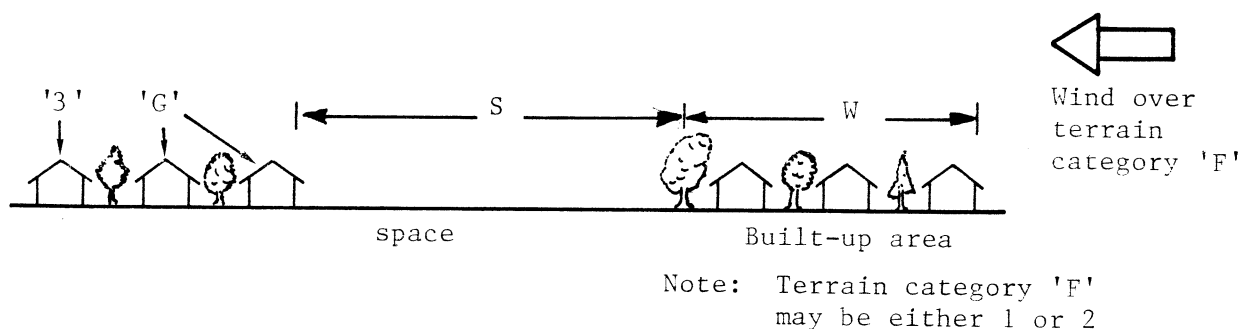 '3'
'G'
S
W
Wind over
terrain
category 'F'
space
Built-up area
Note: Terrain category 'F'
may be either 1 or 2